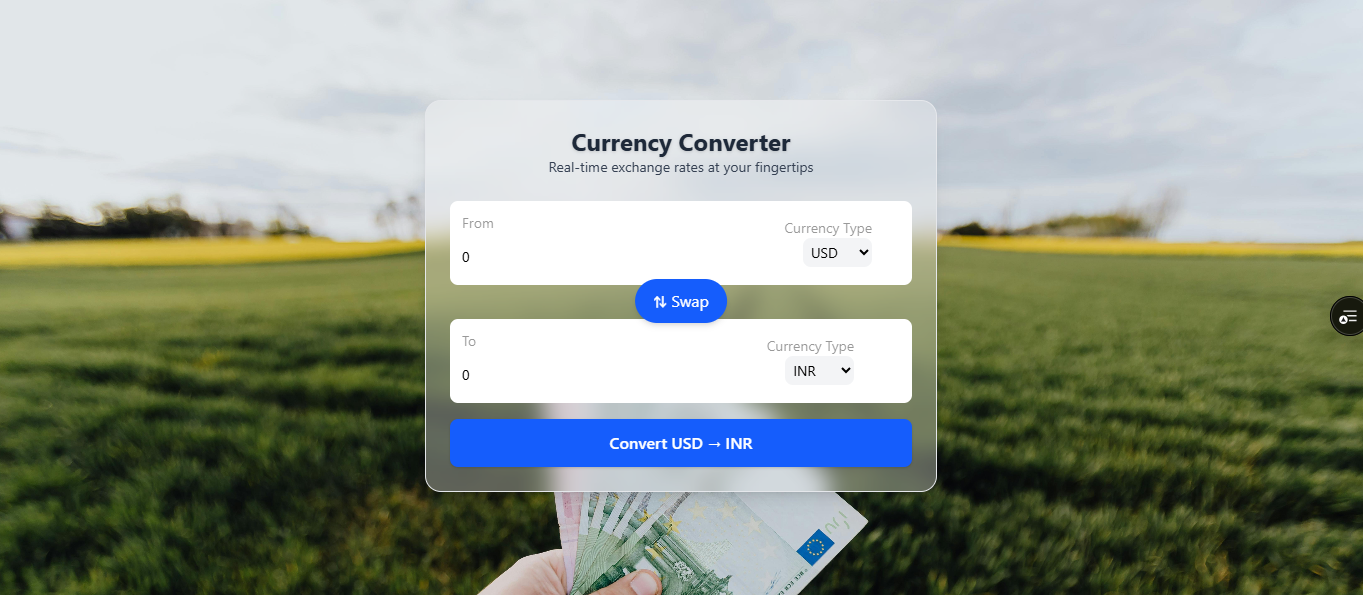 Currency Converter
Real-time exchange rates at your fingertips
From
Currency Type
0
USD
⇅ Swap
To
Currency Type
0
INR
Convert USD → INR